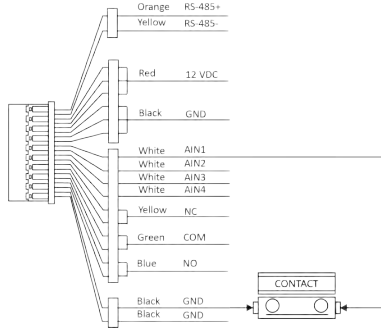 Orange RS-485+
Yellow RS-485-
Red 12 VDC
Black GND
White AIN1
White AIN2
White AIN3
White AIN4
Yellow NC
Green COM
Blue NO
CONTACT
Black GND
Black GND